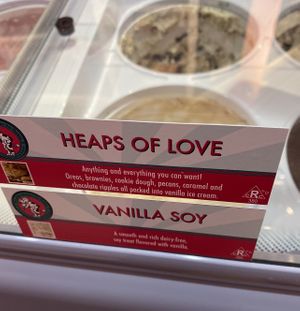 HEAPS OF LOVE
Anything and everything you can want!
Oreos, brownies, cookie dough, pecans, caramel and
chocolate ripples all packed into vanilla ice cream.
R
VANILLA SOY
A smooth and rich dairy free,
soy treat flavored with vanilla.
R